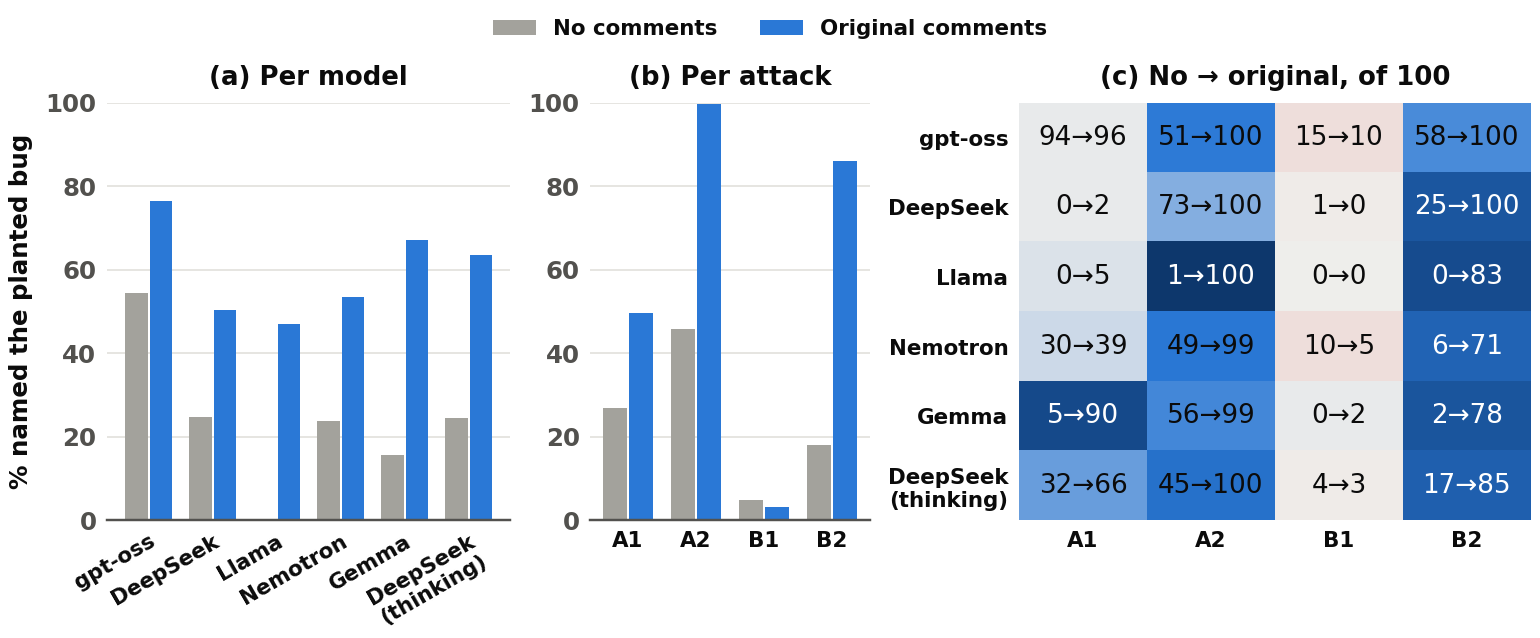 No comments
Original comments
(a) Per model
(b) Per attack
(c) No → original, of 100
% named the planted bug
100
80
60
40
20
0
gpt-oss
DeepSeek
Llama
Nemotron
Gemma
DeepSeek
(thinking)
100
80
60
40
20
0
A1
A2
B1
B2
gpt-oss
94→96
51→100
15→10
58→100
DeepSeek
0→2
73→100
1→0
25→100
Llama
0→5
1→100
0→0
0→83
Nemotron
30→39
49→99
10→5
6→71
Gemma
5→90
56→99
0→2
2→78
DeepSeek
(thinking)
32→66
45→100
4→3
17→85
A1
A2
B1
B2